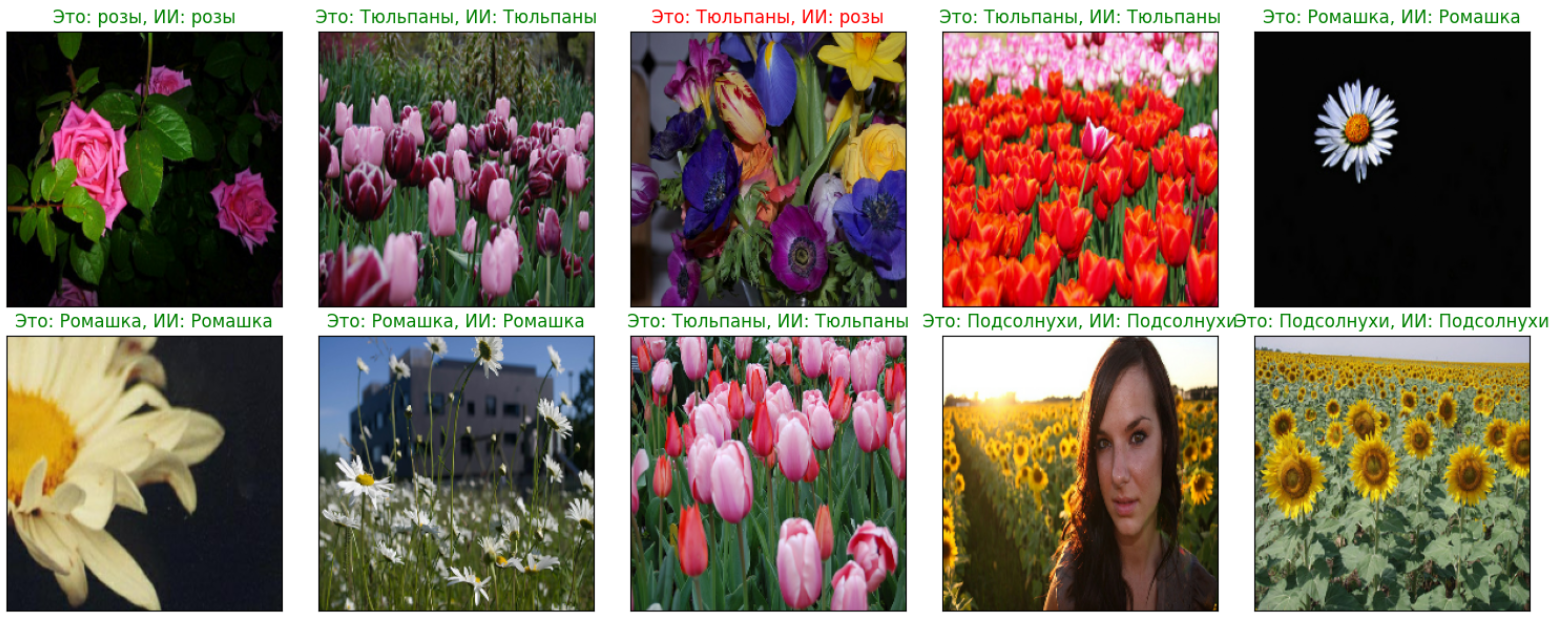 Это: розы, ИИ: розы
Это: Тюльпаны, ИИ: Тюльпаны
Это: Тюльпаны, ИИ: розы
Это: Тюльпаны, ИИ: Тюльпаны
Это: Ромашка, ИИ: Ромашка
Это: Ромашка, ИИ: Ромашка
Это: Ромашка, ИИ: Ромашка
Это: Тюльпаны, ИИ: Тюльпаны
Это: Подсолнухи, ИИ: Подсолнухи
Это: Подсолнухи, ИИ: Подсолнухи